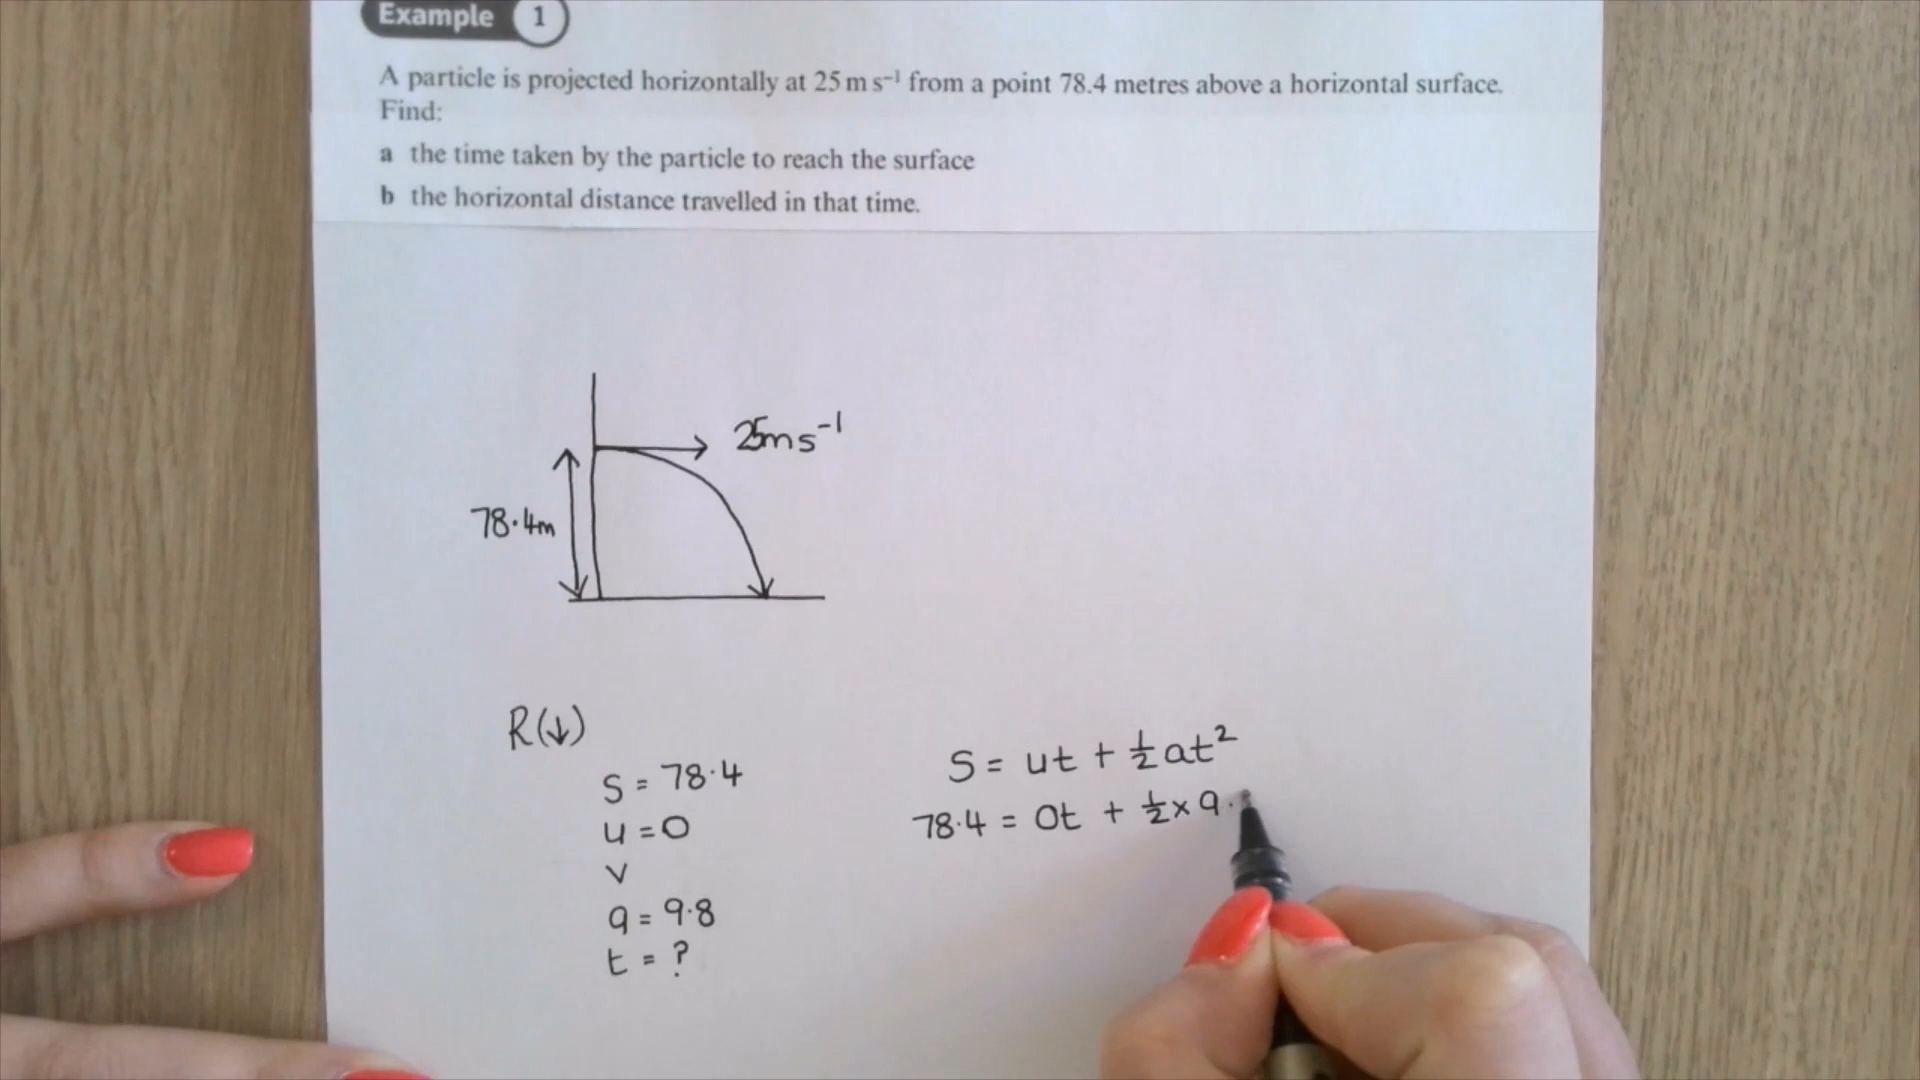 Example 1
A particle is projected horizontally at 25 m s⁻¹ from a point 78.4 metres above a horizontal surface.
Find:
a the time taken by the particle to reach the surface
b the horizontal distance travelled in that time.
25ms⁻¹
78.4m
R(↓)
S = 78.4
u = 0
v
a = 9.8
t = ?
S = ut + ½at²
78.4 = 0t + ½ × 9.